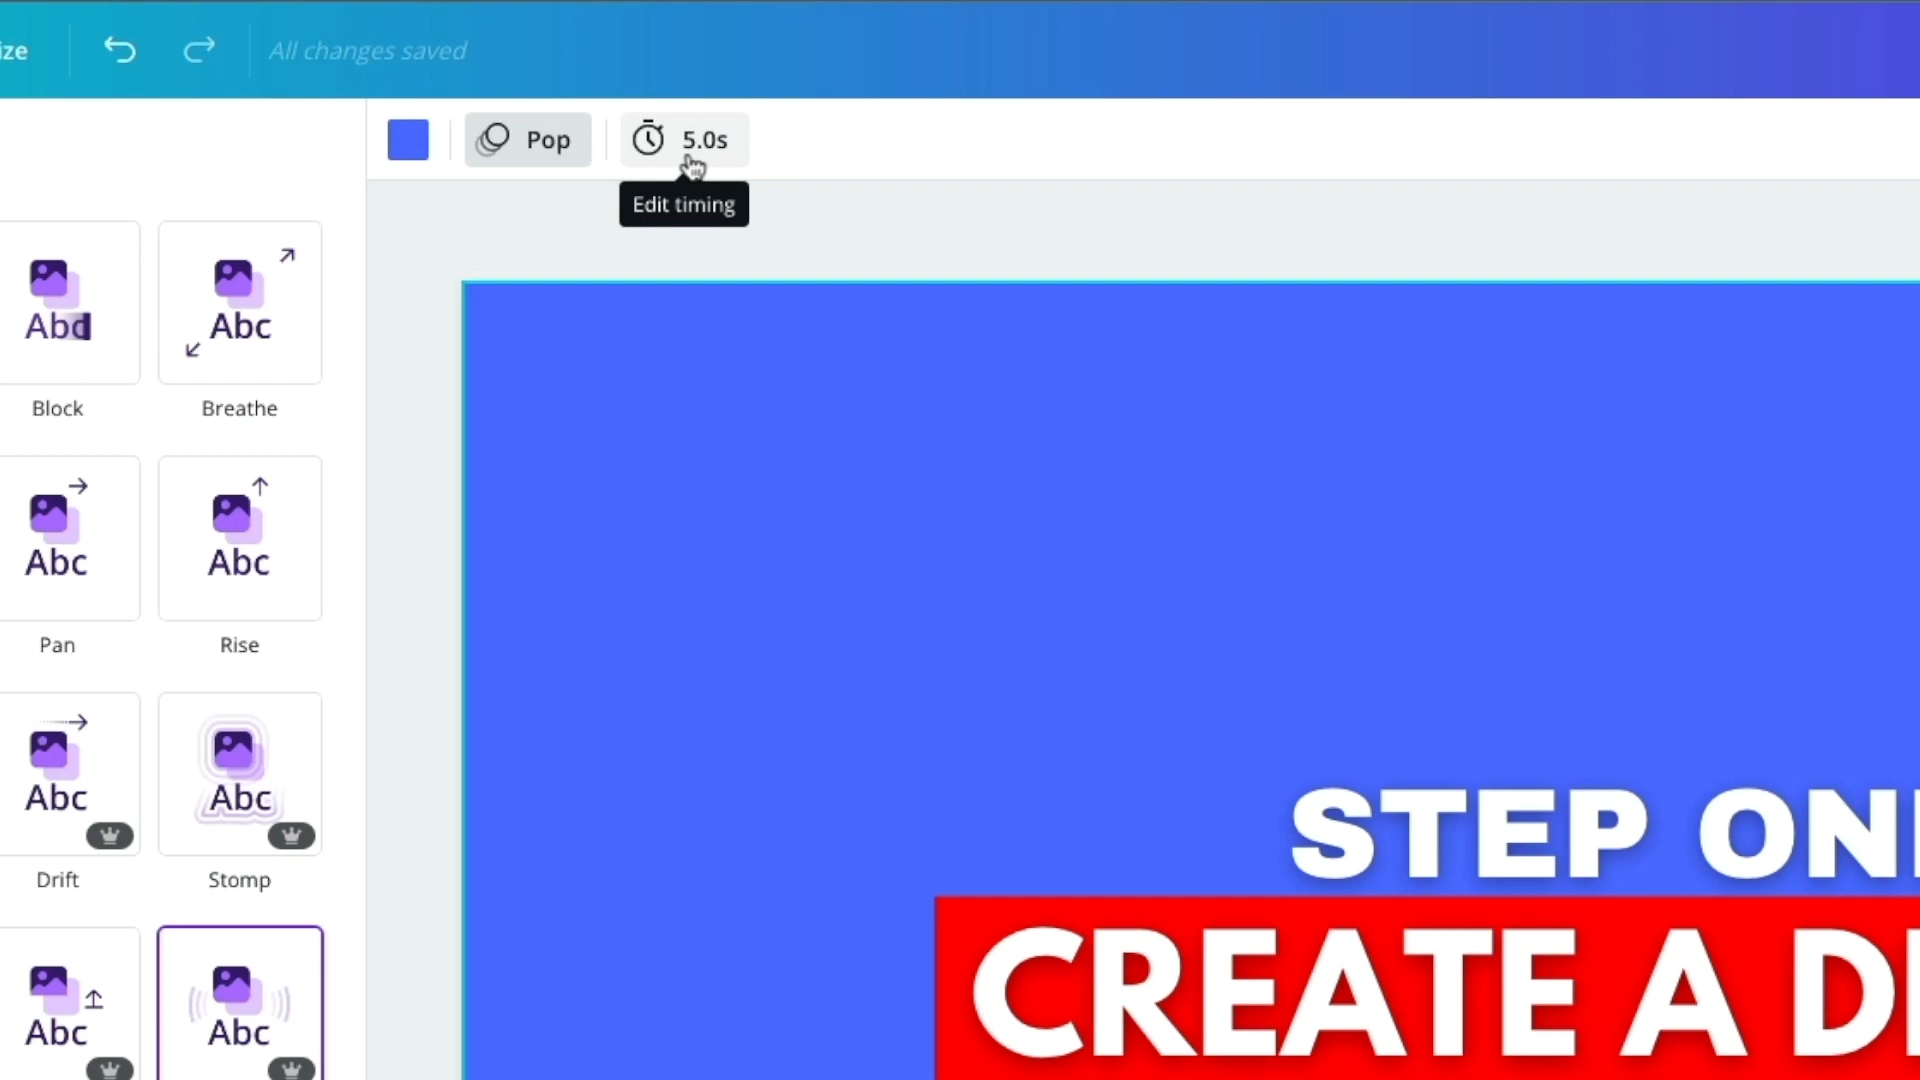 ize
All changes saved
Pop
5.0s
Edit timing
Abc
Abc
Block
Breathe
Abc
Abc
Pan
Rise
Abc
Abc
Drift
Stomp
Abc
Abc
STEP ON
CREATE A D